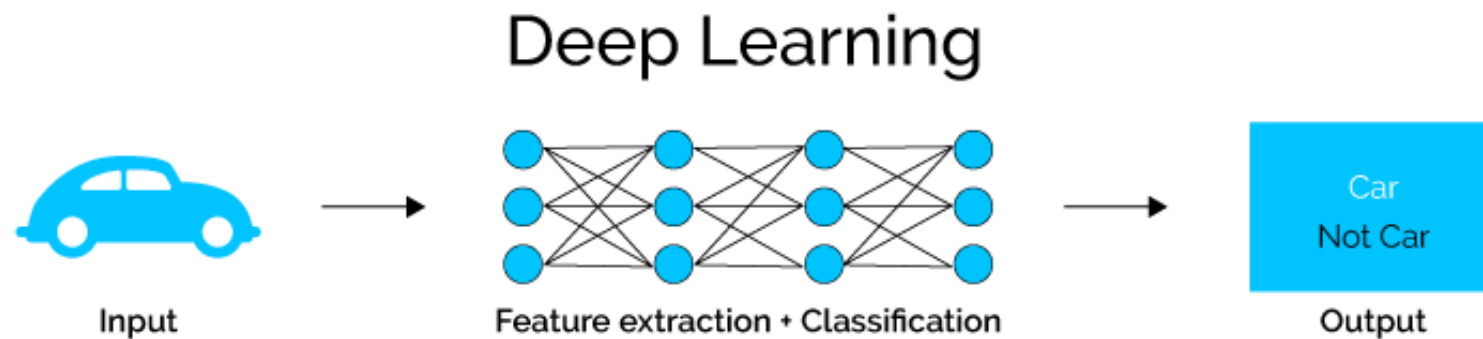 Deep Learning
Car
Not Car
Input
Feature extraction + Classification
Output